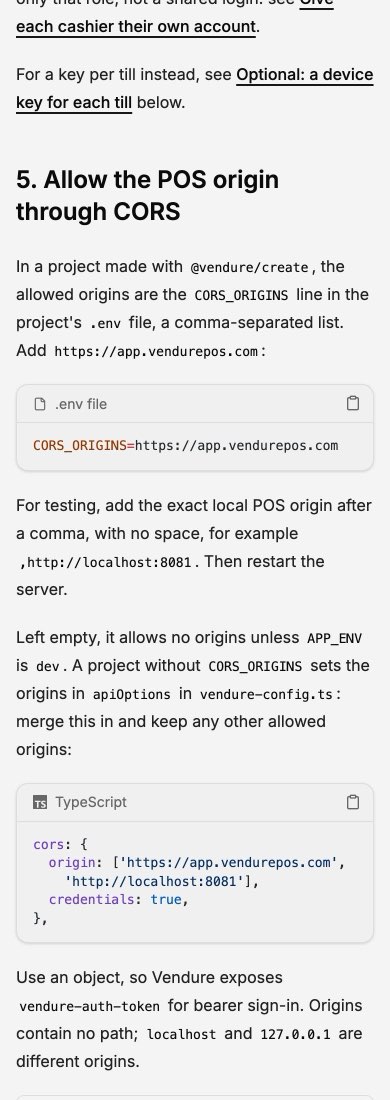 only that role, not a shared login: see Give
each cashier their own account.
For a key per till instead, see Optional: a device
key for each till below.
5. Allow the POS origin
through CORS
In a project made with @vendure/create, the
allowed origins are the CORS_ORIGINS line in the
project's .env file, a comma-separated list.
Add https://app.vendurepos.com:
.env file
CORS_ORIGINS=https://app.vendurepos.com
For testing, add the exact local POS origin after
a comma, with no space, for example
,http://localhost:8081. Then restart the
server.
Left empty, it allows no origins unless APP_ENV
is dev. A project without CORS_ORIGINS sets the
origins in apiOptions in vendure-config.ts:
merge this in and keep any other allowed
origins:
TS TypeScript
cors: {
  origin: ['https://app.vendurepos.com',
    'http://localhost:8081'],
  credentials: true,
},
Use an object, so Vendure exposes
vendure-auth-token for bearer sign-in. Origins
contain no path; localhost and 127.0.0.1 are
different origins.